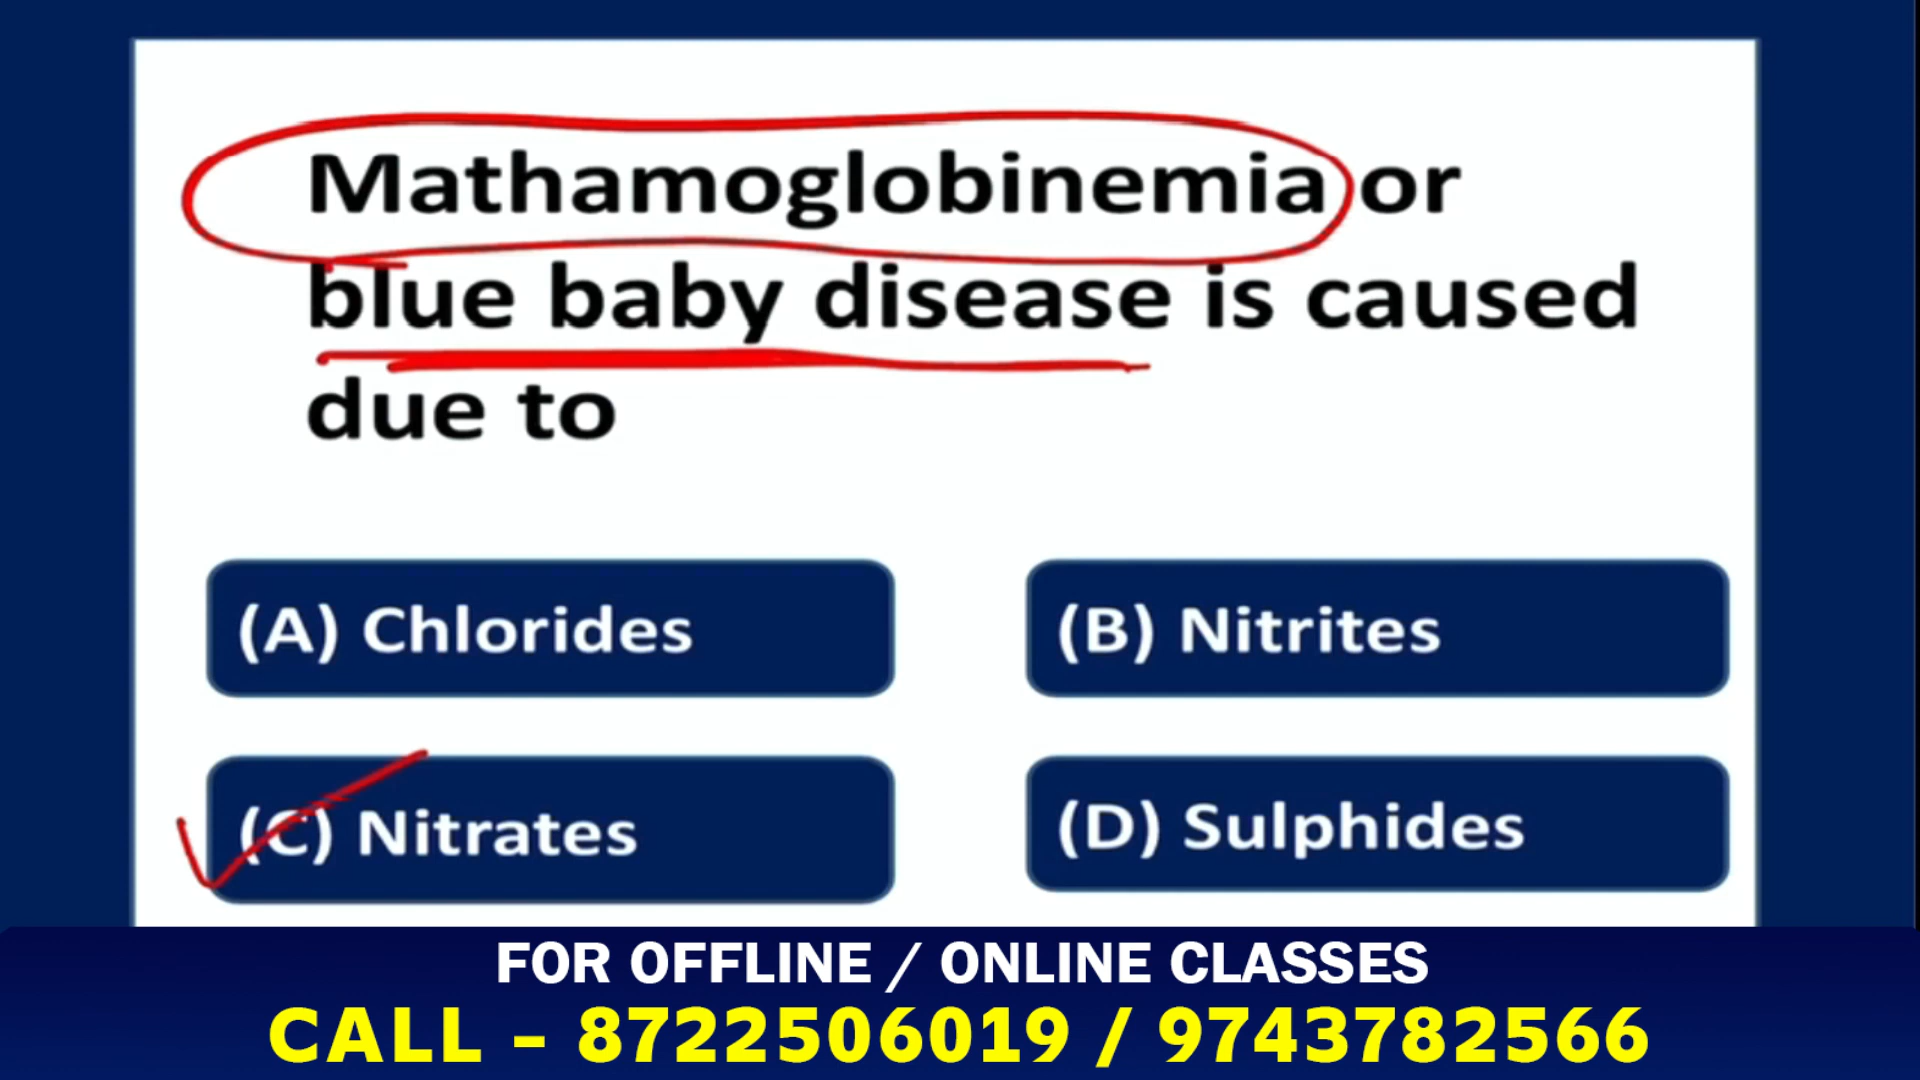 Mathamoglobinemia or
blue baby disease is caused
due to
(A) Chlorides
(B) Nitrites
(C) Nitrates
(D) Sulphides
FOR OFFLINE / ONLINE CLASSES
CALL – 8722506019 / 9743782566